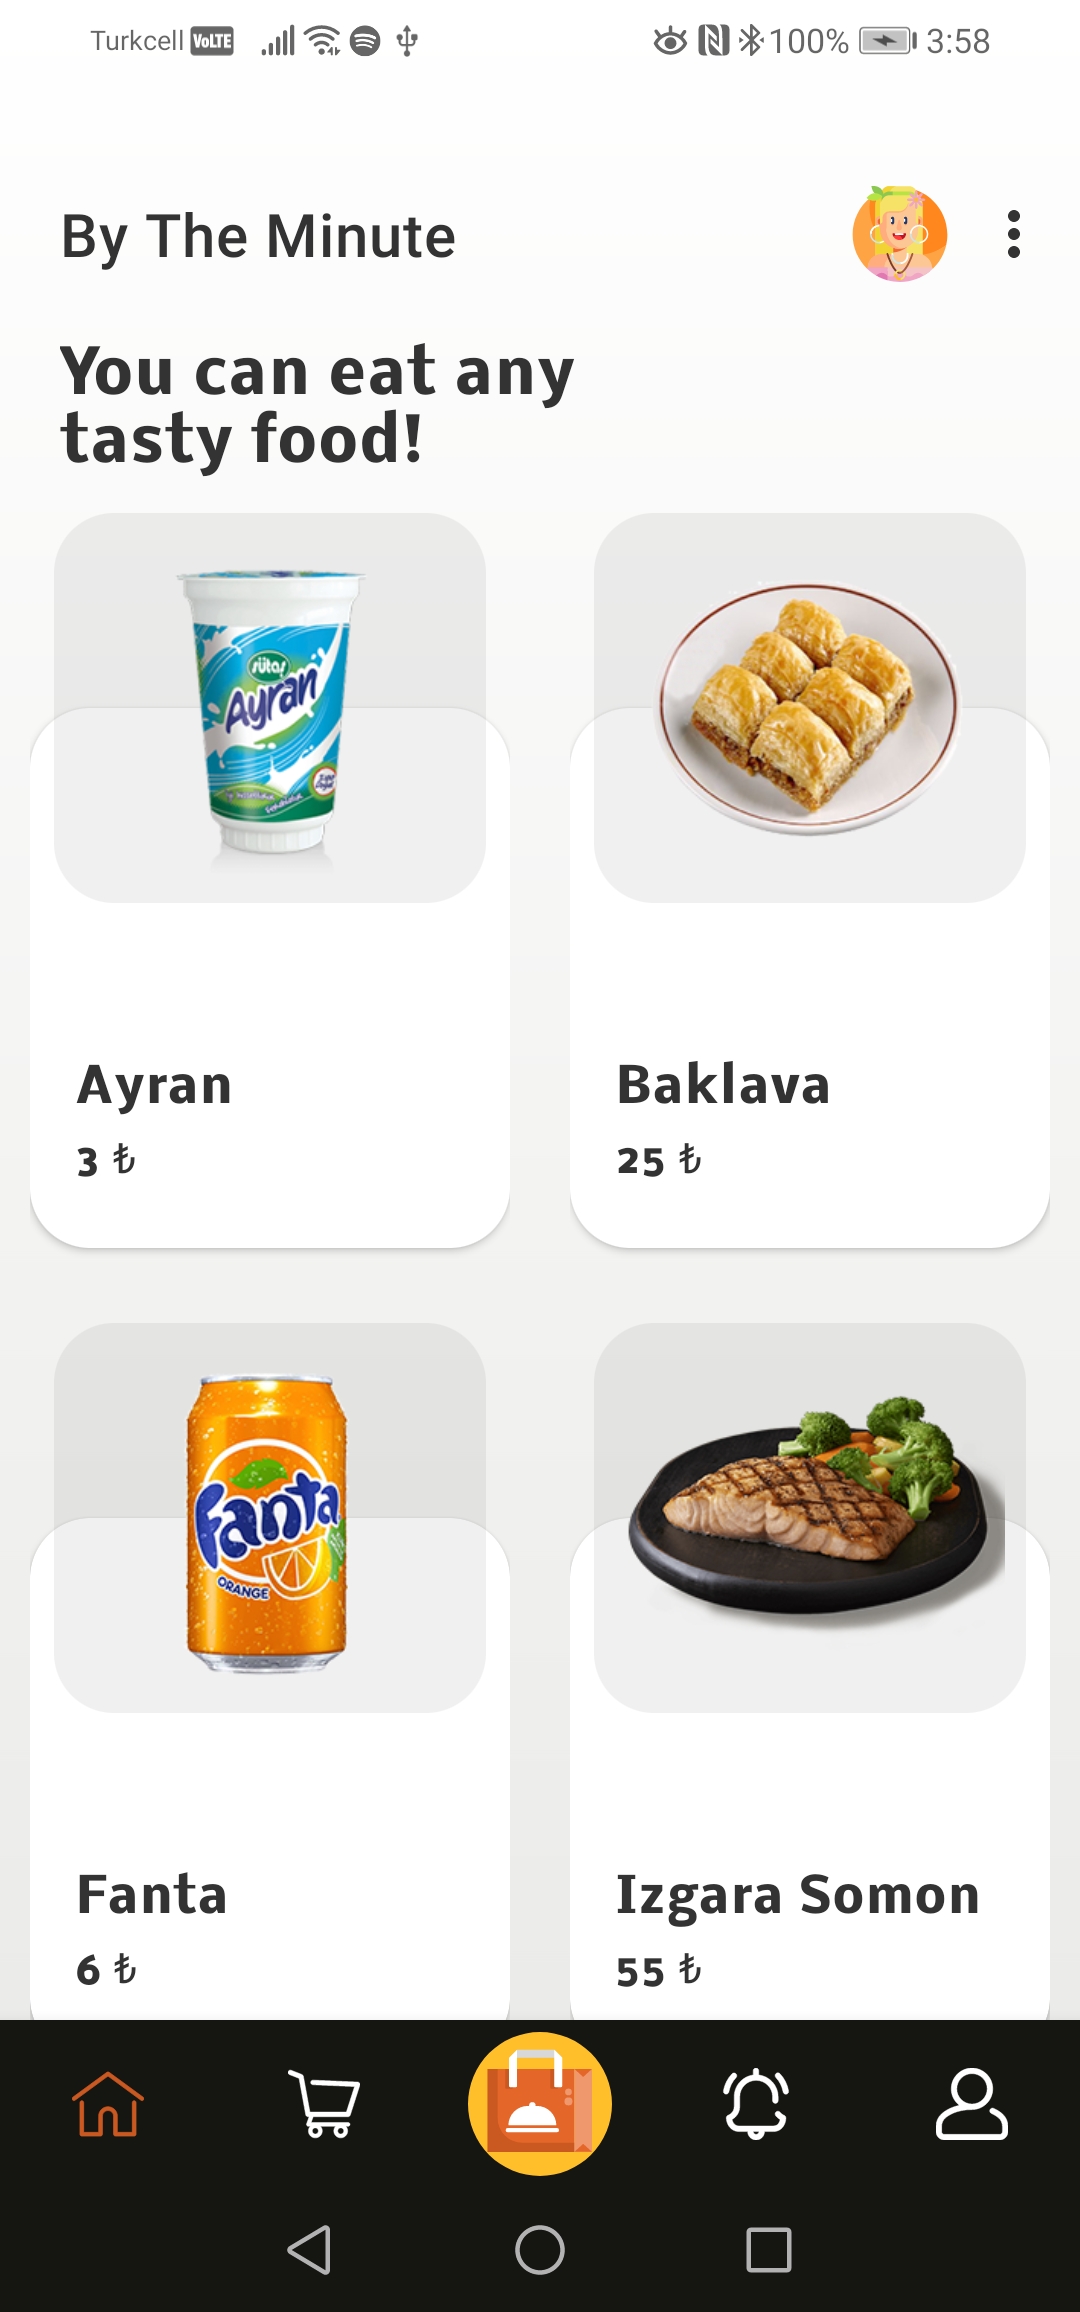 Turkcell VoLTE 100% 3:58
By The Minute
You can eat any
tasty food!
sütaş
Ayran
Ayran
3 ₺
Baklava
25 ₺
Fanta
ORANGE
Fanta
6 ₺
Izgara Somon
55 ₺